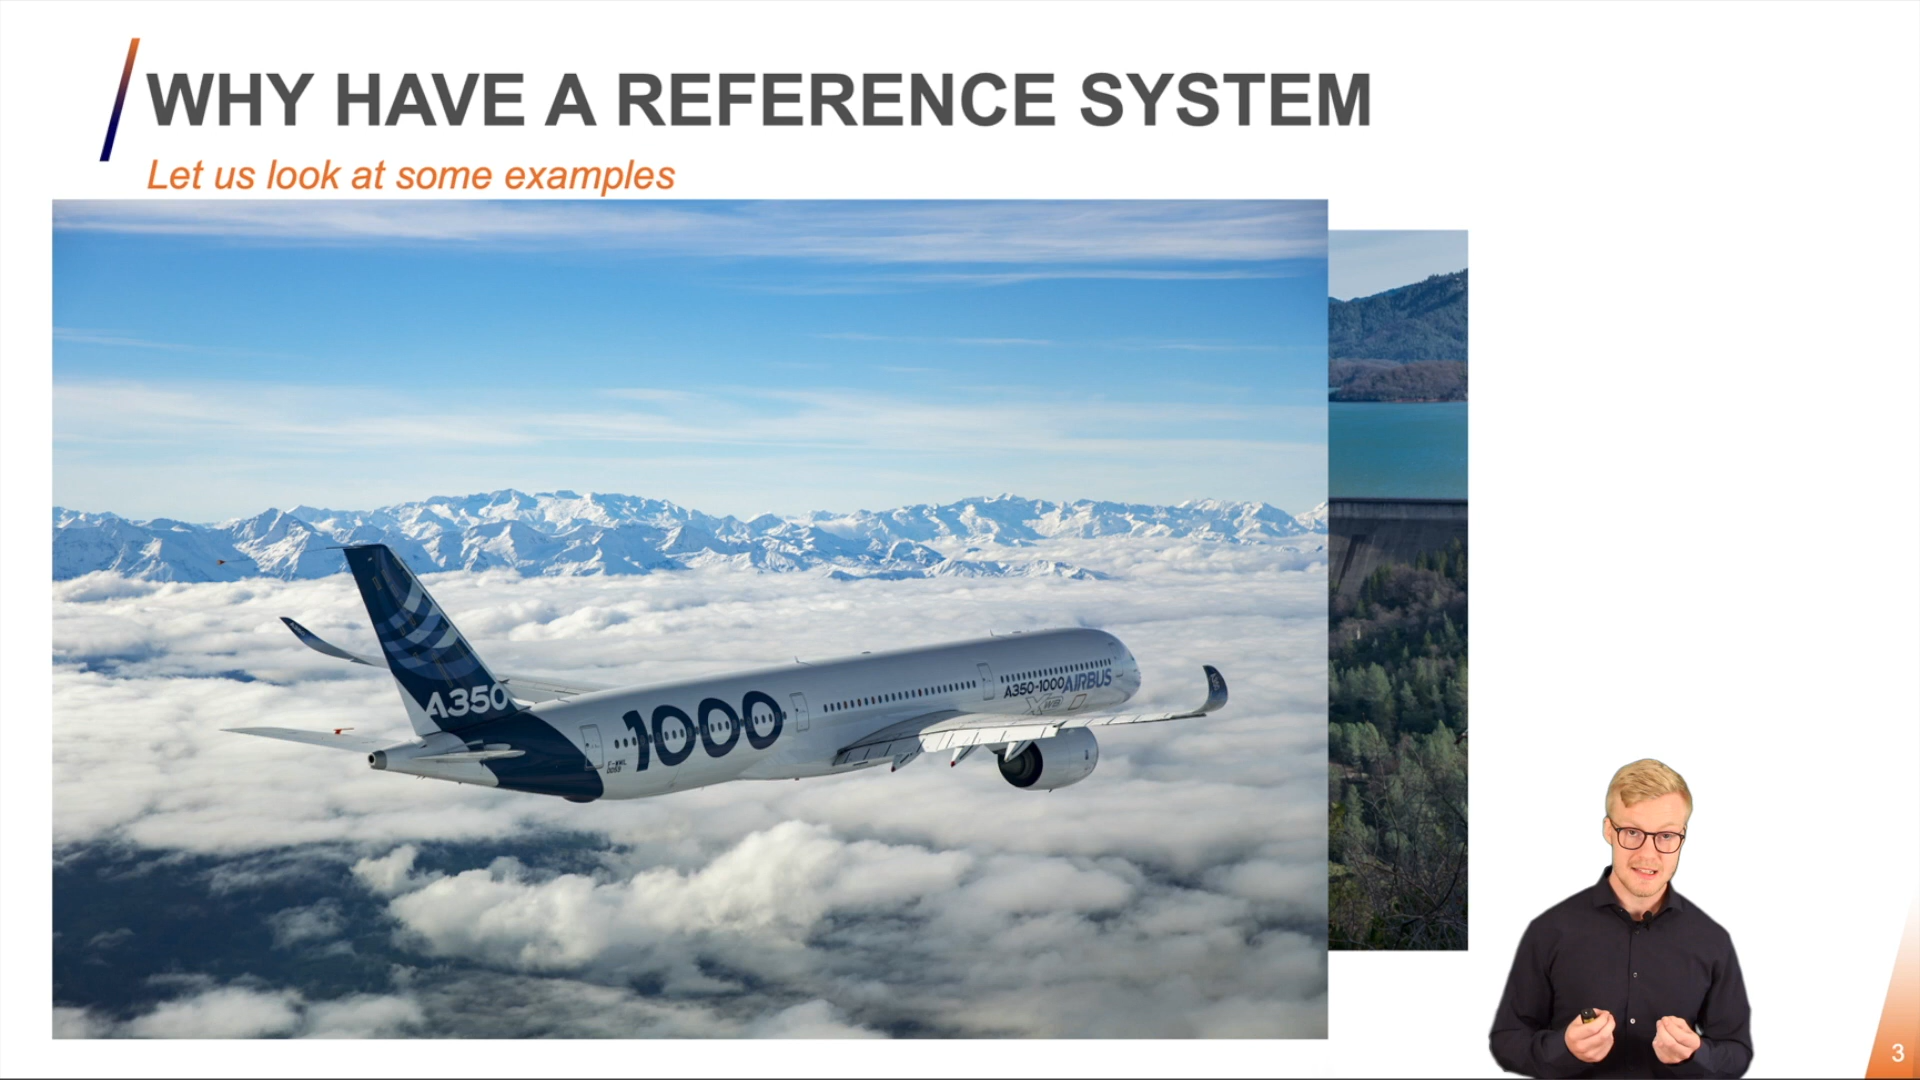 WHY HAVE A REFERENCE SYSTEM
Let us look at some examples
A350
1000
A350-1000 AIRBUS
3